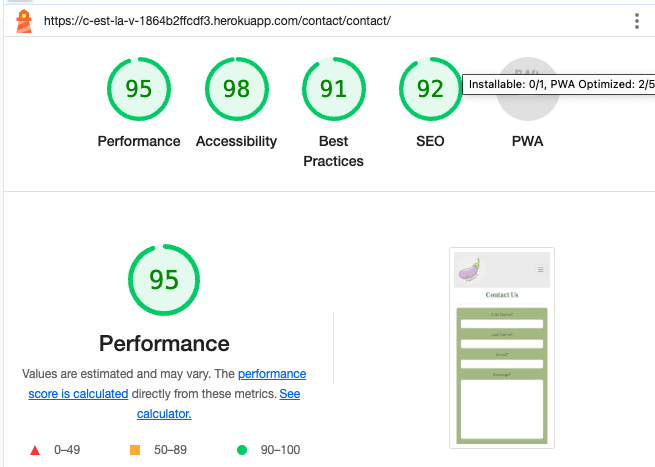 https://c-est-la-v-1864b2ffcdf3.herokuapp.com/contact/contact/
95
98
91
92
Installable: 0/1, PWA Optimized: 2/5
Performance
Accessibility
Best
Practices
SEO
PWA
95
Performance
Values are estimated and may vary. The performance
score is calculated directly from these metrics. See
calculator.
0–49
50–89
90–100
Contact Us
First Name*
Last Name*
Email*
Message*